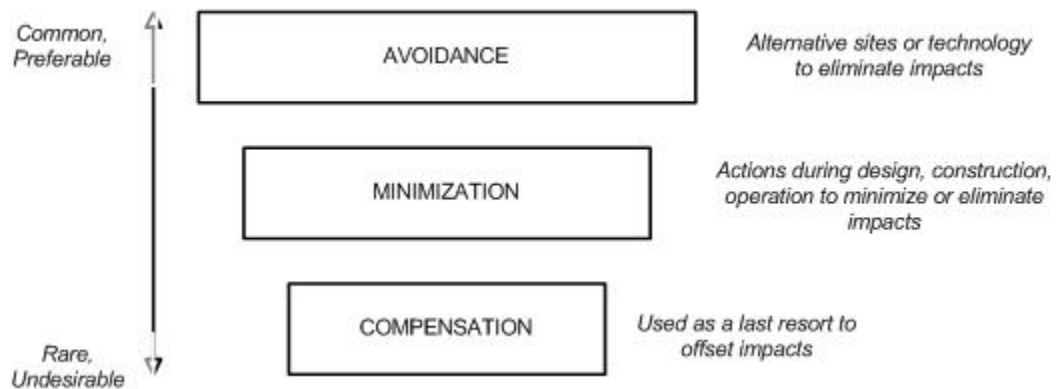 Common,
Preferable
AVOIDANCE
Alternative sites or technology
to eliminate impacts
MINIMIZATION
Actions during design, construction,
operation to minimize or eliminate
impacts
COMPENSATION
Used as a last resort to
offset impacts
Rare,
Undesirable